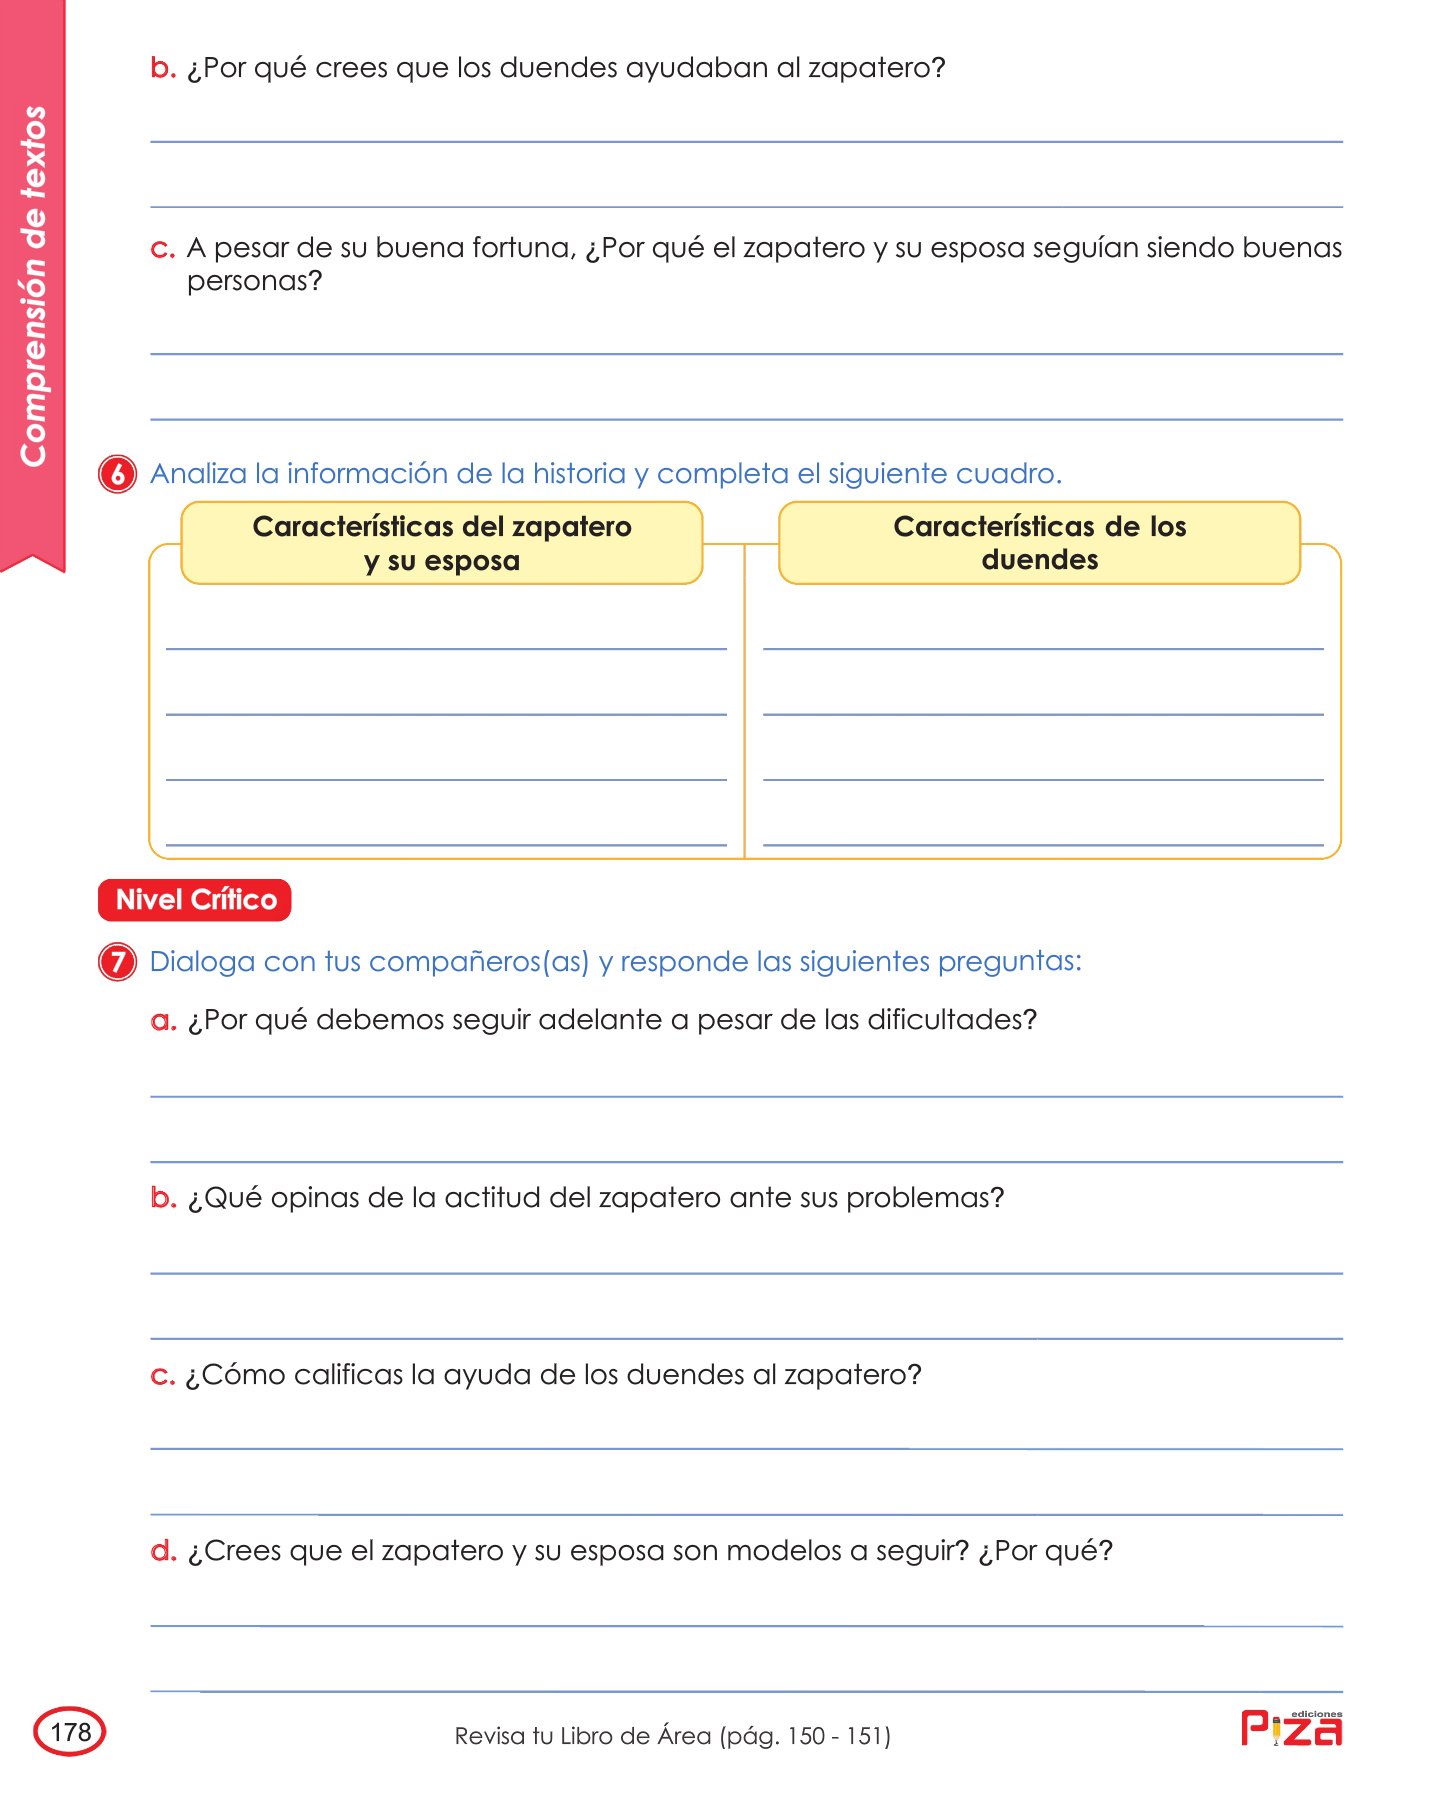 Comprensión de textos
b. ¿Por qué crees que los duendes ayudaban al zapatero?
c. A pesar de su buena fortuna, ¿Por qué el zapatero y su esposa seguían siendo buenas
personas?
6 Analiza la información de la historia y completa el siguiente cuadro.
Características del zapatero
y su esposa
Características de los
duendes
Nivel Crítico
7 Dialoga con tus compañeros(as) y responde las siguientes preguntas:
a. ¿Por qué debemos seguir adelante a pesar de las dificultades?
b. ¿Qué opinas de la actitud del zapatero ante sus problemas?
c. ¿Cómo calificas la ayuda de los duendes al zapatero?
d. ¿Crees que el zapatero y su esposa son modelos a seguir? ¿Por qué?
178
Revisa tu Libro de Área (pág. 150 - 151)
ediciones
PIZA